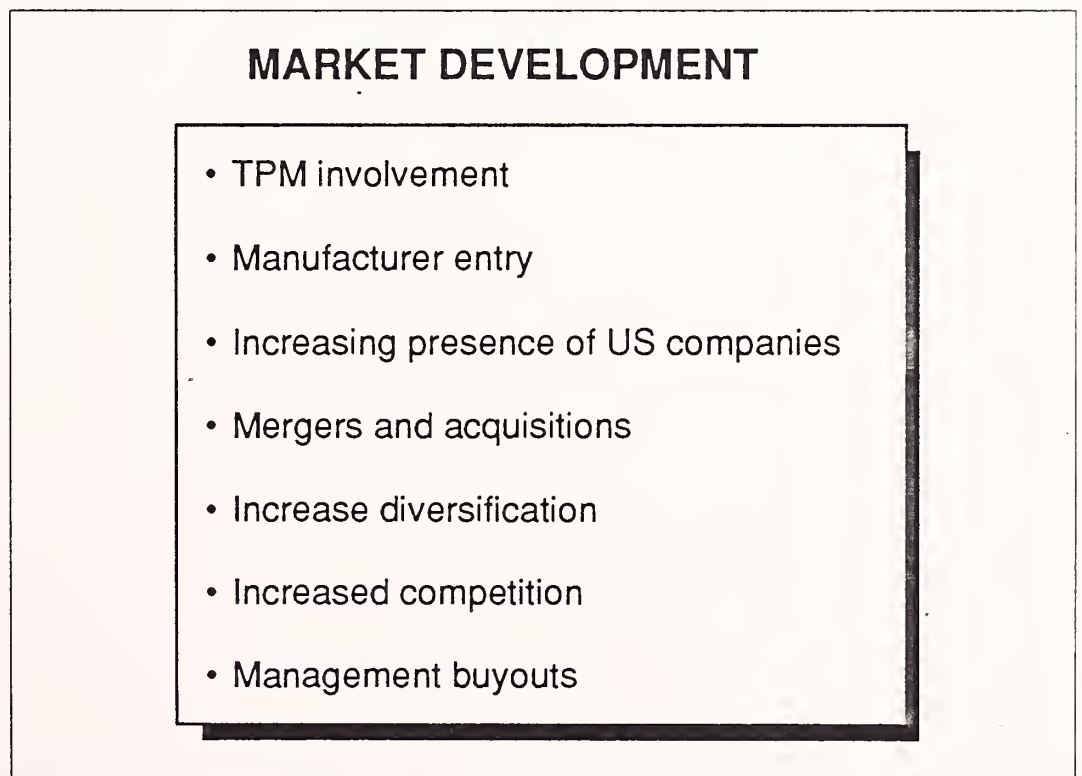 MARKET DEVELOPMENT
• TPM involvement
• Manufacturer entry
• Increasing presence of US companies
• Mergers and acquisitions
• Increase diversification
• Increased competition
• Management buyouts